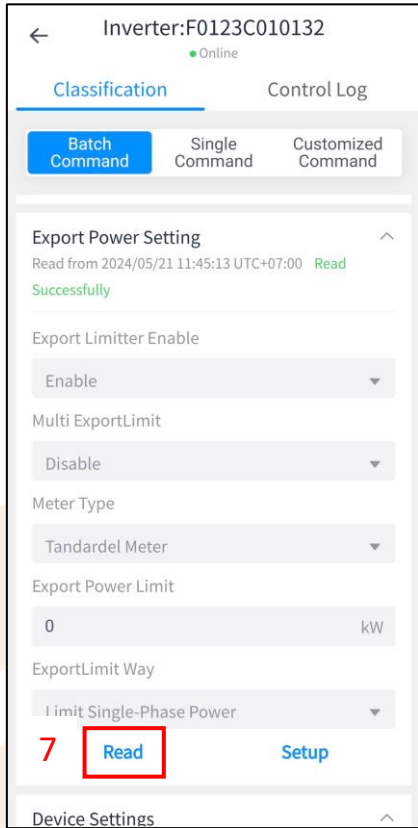 Inverter:F0123C010132
Online
Classification Control Log
Batch Command Single Command Customized Command
Export Power Setting
Read from 2024/05/21 11:45:13 UTC+07:00 Read
Successfully
Export Limitter Enable
Enable
Multi ExportLimit
Disable
Meter Type
Tandardel Meter
Export Power Limit
0 kW
ExportLimit Way
Limit Single-Phase Power
7 Read Setup
Device Settings